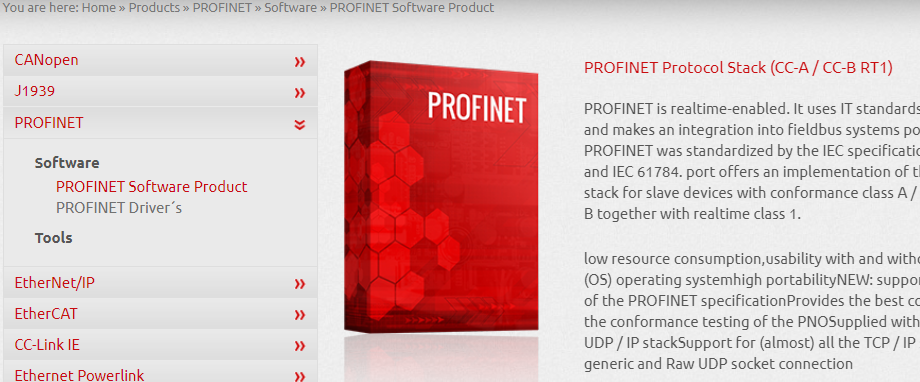 You are here: Home » Products » PROFINET » Software » PROFINET Software Product
CANopen »
J1939 »
PROFINET
Software
PROFINET Software Product
PROFINET Driver´s
Tools
EtherNet/IP »
EtherCAT »
CC-Link IE »
Ethernet Powerlink »
PROFINET
PROFINET Protocol Stack (CC-A / CC-B RT1)
PROFINET is realtime-enabled. It uses IT standards
and makes an integration into fieldbus systems po
PROFINET was standardized by the IEC specificatio
and IEC 61784. port offers an implementation of t
stack for slave devices with conformance class A /
B together with realtime class 1.
low resource consumption,usability with and witho
(OS) operating systemhigh portabilityNEW: suppor
of the PROFINET specificationProvides the best co
the conformance testing of the PNOSupplied with
UDP / IP stackSupport for (almost) all the TCP / IP
generic and Raw UDP socket connection